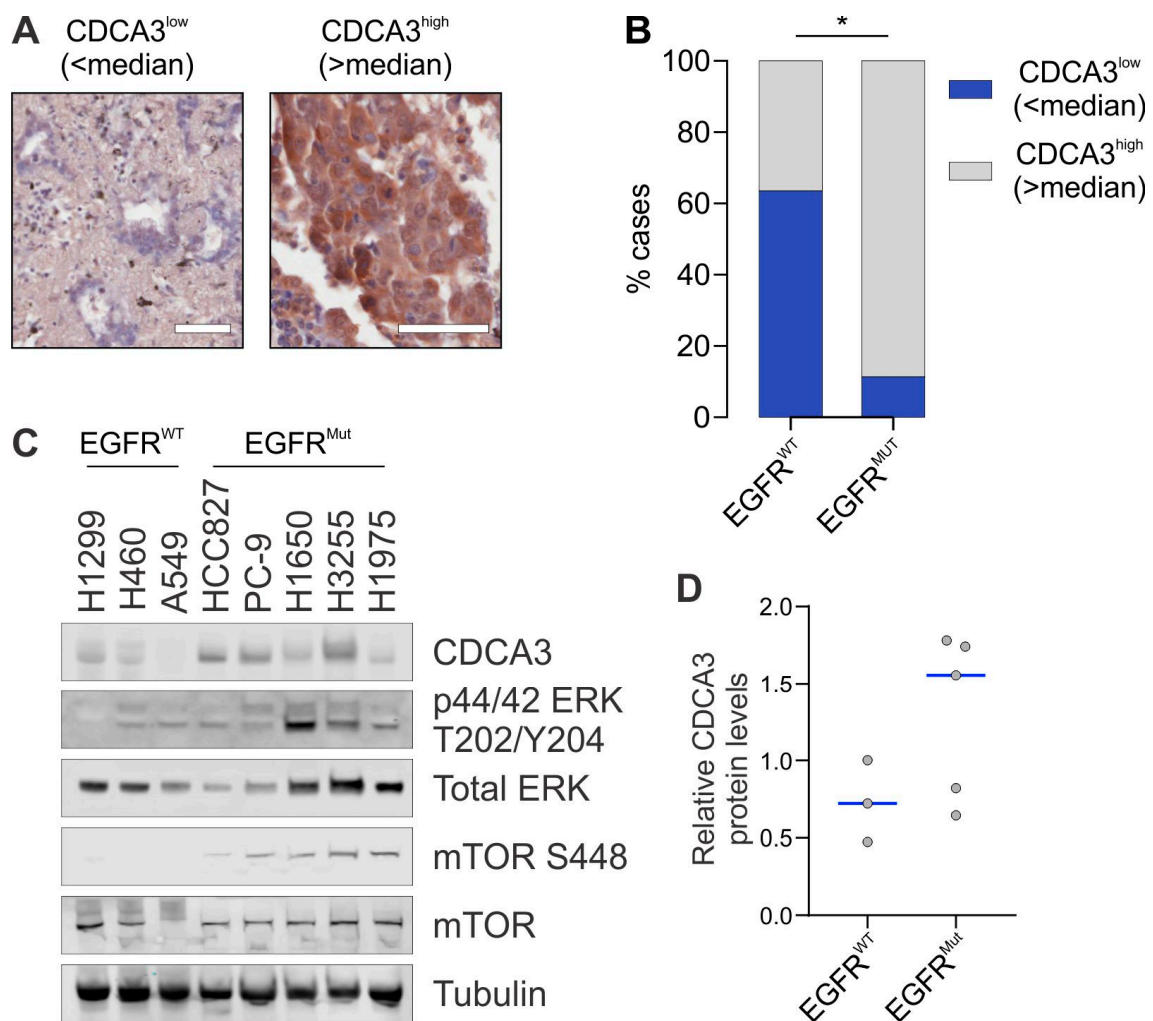 A
CDCA3low
(<median)
CDCA3high
(>median)
B
*
100
80
60
40
20
0
% cases
EGFRWT
EGFRMUT
CDCA3low
(<median)
CDCA3high
(>median)
C
EGFRWT
EGFRMut
H1299
H460
A549
HCC827
PC-9
H1650
H3255
H1975
CDCA3
p44/42 ERK
T202/Y204
Total ERK
mTOR S448
mTOR
Tubulin
D
Relative CDCA3
protein levels
2.0
1.5
1.0
0.5
0.0
EGFRWT
EGFRMut